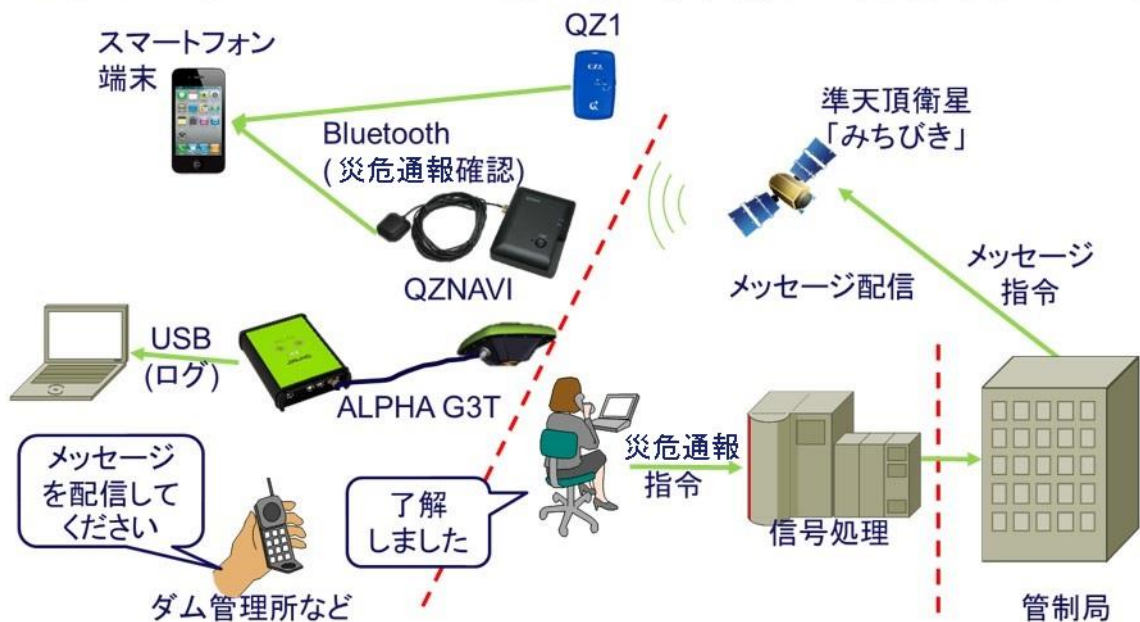 スマートフォン
端末
QZ1
準天頂衛星
「みちびき」
Bluetooth
(災危通報確認)
QZNAVI
メッセージ配信
メッセージ
指令
USB
(ログ)
ALPHA G3T
メッセージ
を配信して
ください
了解
しました
災危通報
指令
信号処理
ダム管理所など
管制局